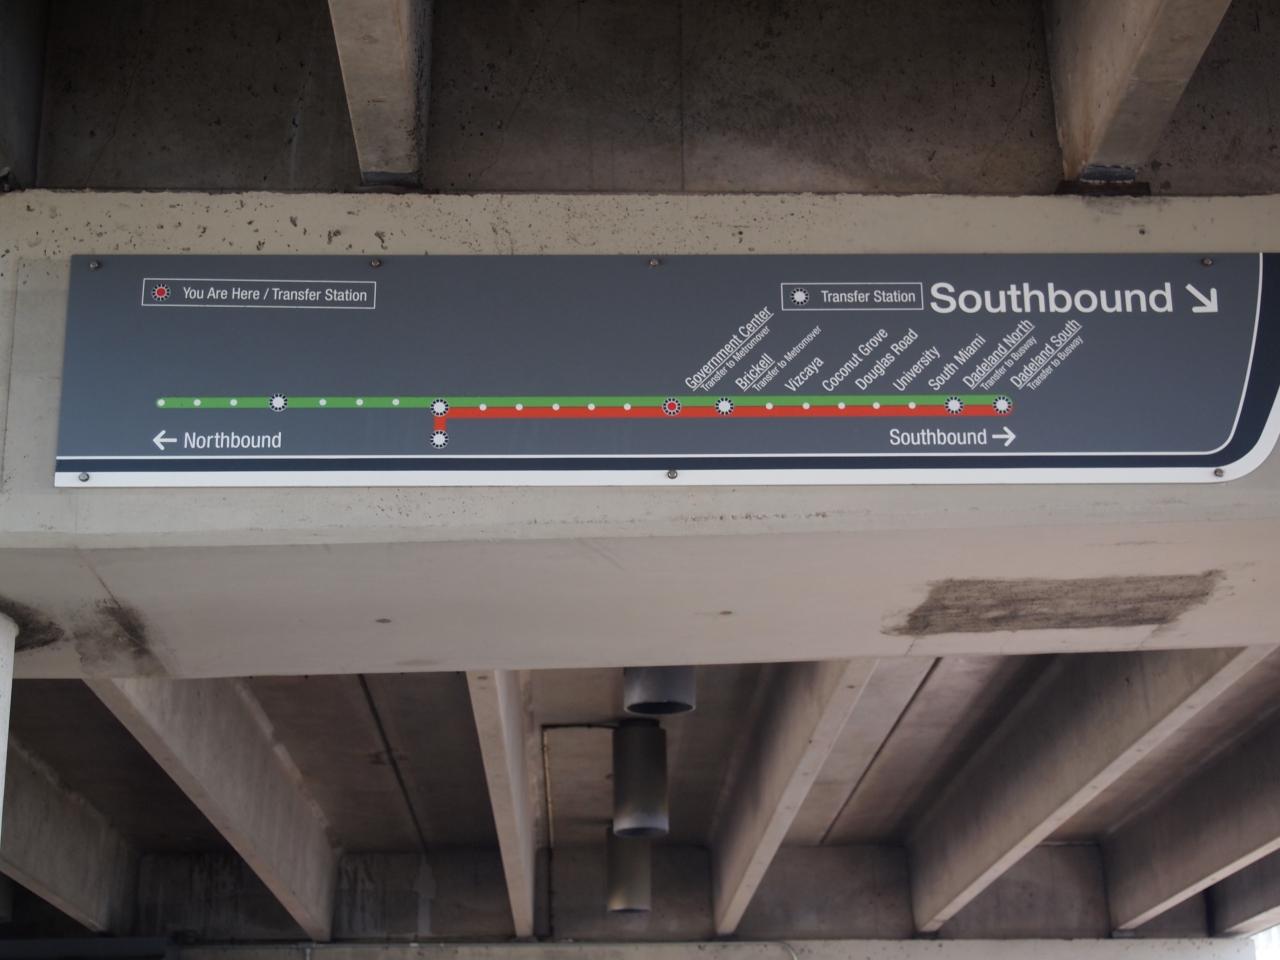 You Are Here / Transfer Station
Transfer Station
Southbound
Government Center
Transfer to Metromover
Brickell
Transfer to Metromover
Vizcaya
Coconut Grove
Douglas Road
University
South Miami
Dadeland North
Transfer to Busway
Dadeland South
Transfer to Busway
Northbound
Southbound